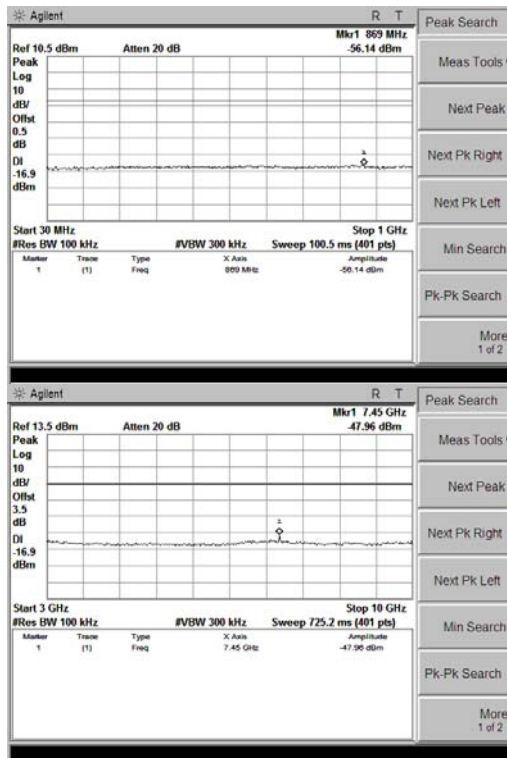 Agilent R T
Mkr1 869 MHz
Ref 10.5 dBm Atten 20 dB -56.14 dBm
Peak
Log
10
dB/
Offst
0.5
dB
DI
-16.9
dBm
1
Start 30 MHz Stop 1 GHz
#Res BW 100 kHz #VBW 300 kHz Sweep 100.5 ms (401 pts)
Marker Trace Type X Axis Amplitude
1 (1) Freq 869 MHz -56.14 dBm
Peak Search
Meas Tools
Next Peak
Next Pk Right
Next Pk Left
Min Search
Pk-Pk Search
More
1 of 2
Agilent R T
Mkr1 7.45 GHz
Ref 13.5 dBm Atten 20 dB -47.96 dBm
Peak
Log
10
dB/
Offst
3.5
dB
DI
-16.9
dBm
1
Start 3 GHz Stop 10 GHz
#Res BW 100 kHz #VBW 300 kHz Sweep 725.2 ms (401 pts)
Marker Trace Type X Axis Amplitude
1 (1) Freq 7.45 GHz -47.96 dBm
Peak Search
Meas Tools
Next Peak
Next Pk Right
Next Pk Left
Min Search
Pk-Pk Search
More
1 of 2